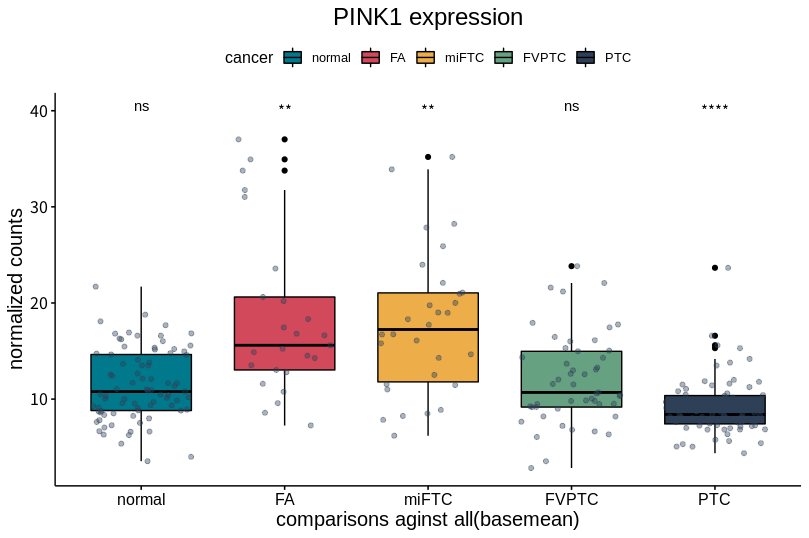 PINK1 expression
cancer normal FA miFTC FVPTC PTC
ns ** ** ns ****
40
30
20
10
normalized counts
normal FA miFTC FVPTC PTC
comparisons aginst all(basemean)